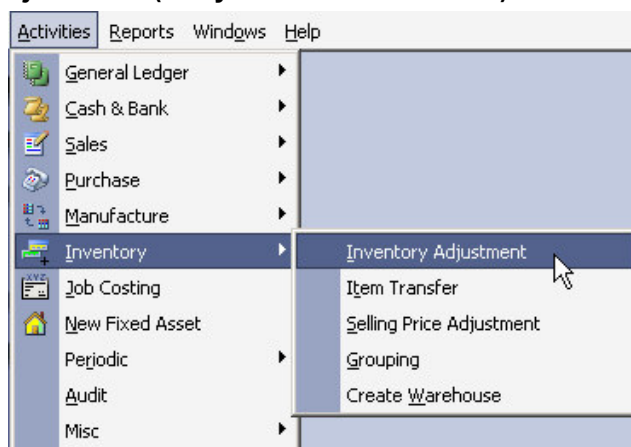 Activities Reports Windows Help
General Ledger
Cash & Bank
Sales
Purchase
Manufacture
Inventory
Inventory Adjustment
Job Costing
Item Transfer
New Fixed Asset
Selling Price Adjustment
Periodic
Grouping
Audit
Create Warehouse
Misc